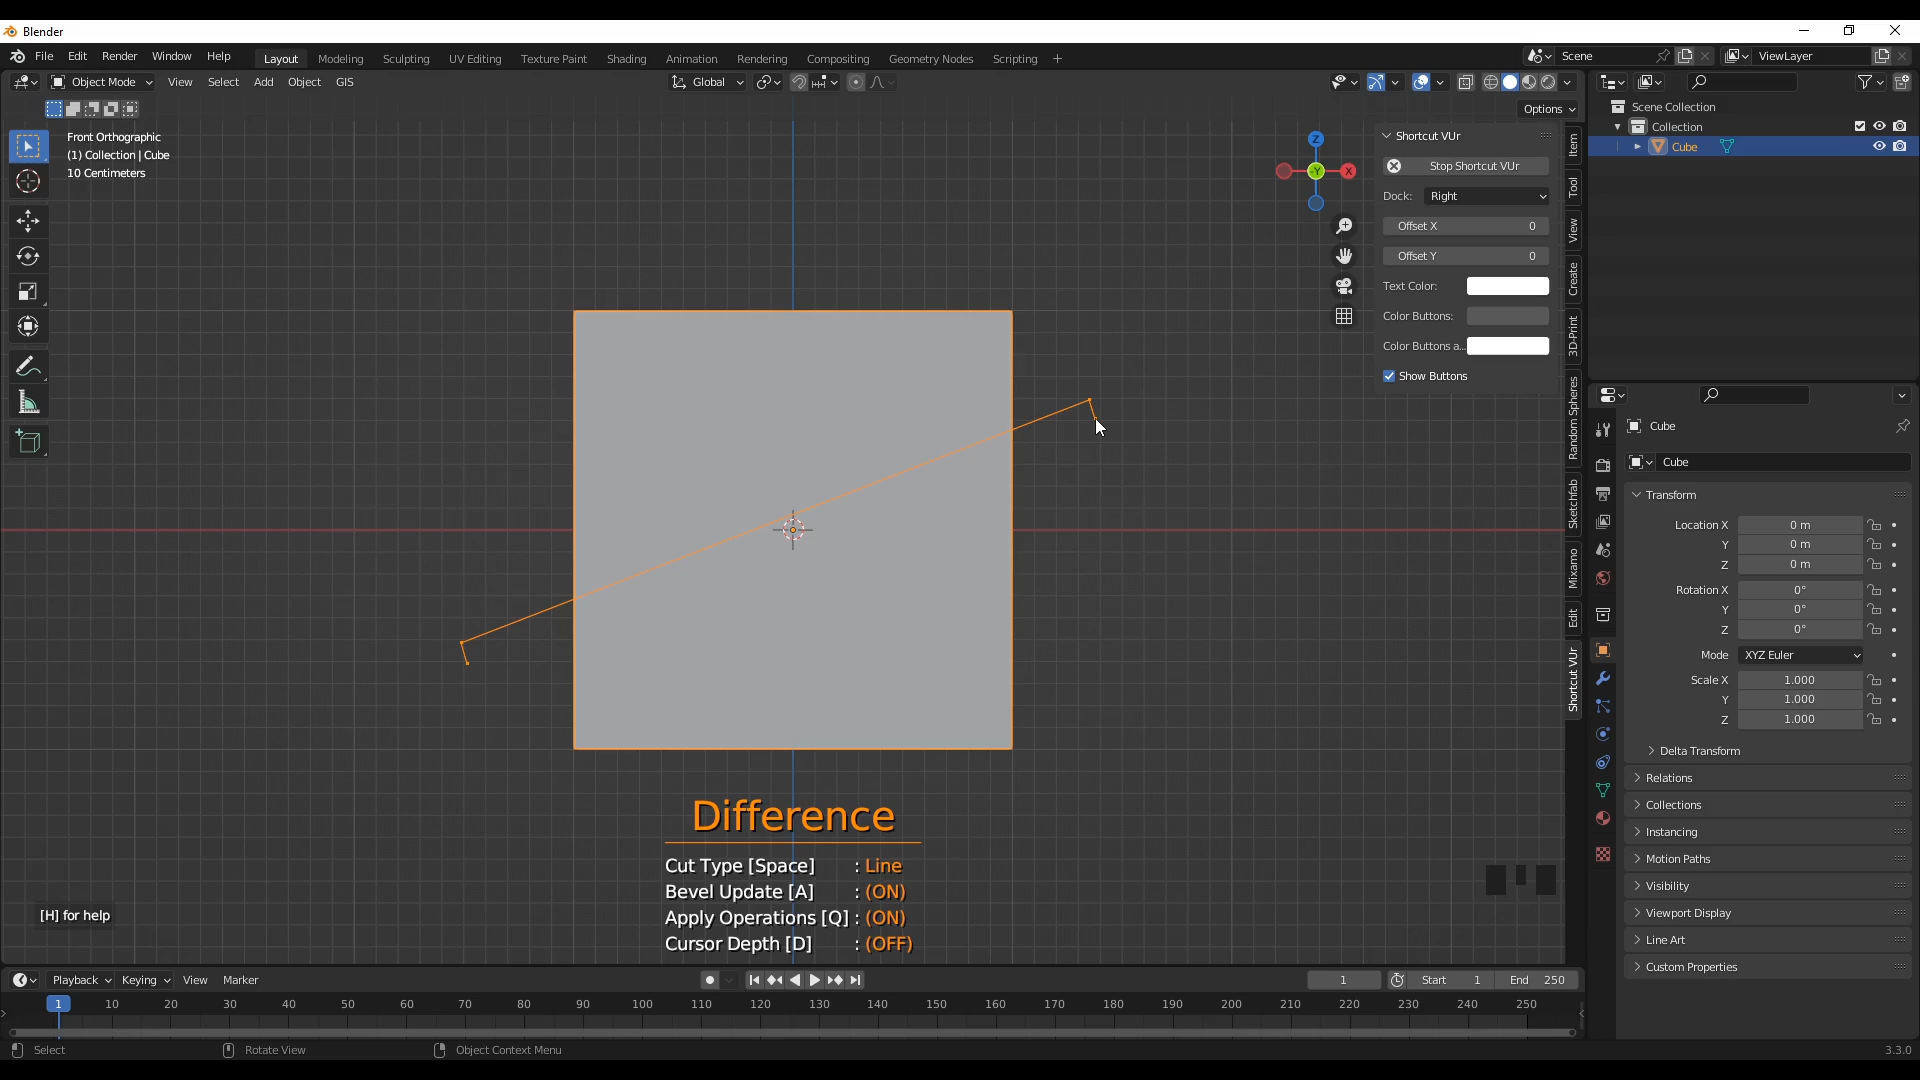 Blender
File Edit Render Window Help Layout Modeling Sculpting UV Editing Texture Paint Shading Animation Rendering Compositing Geometry Nodes Scripting + Scene ViewLayer
Object Mode View Select Add Object GIS Global
Options
Front Orthographic
(1) Collection | Cube
10 Centimeters
Z
X
-Y
Shortcut VUr
Stop Shortcut VUr
Dock: Right
Offset X 0
Offset Y 0
Text Color:
Color Buttons:
Color Buttons a...
Show Buttons
Item
Tool
View
Create
3D-Print
Random Spheres
Sketchfab
Mixamo
Edit
Shortcut VUr
Scene Collection
Collection
Cube
Cube
Cube
Transform
Location X 0 m
Y 0 m
Z 0 m
Rotation X 0°
Y 0°
Z 0°
Mode XYZ Euler
Scale X 1.000
Y 1.000
Z 1.000
Delta Transform
Relations
Collections
Instancing
Motion Paths
Visibility
Viewport Display
Line Art
Custom Properties
Difference
Cut Type [Space] : Line
Bevel Update [A] : (ON)
Apply Operations [Q] : (ON)
Cursor Depth [D] : (OFF)
[H] for help
Playback Keying View Marker 1 Start 1 End 250
1 10 20 30 40 50 60 70 80 90 100 110 120 130 140 150 160 170 180 190 200 210 220 230 240 250
Select Rotate View Object Context Menu 3.3.0